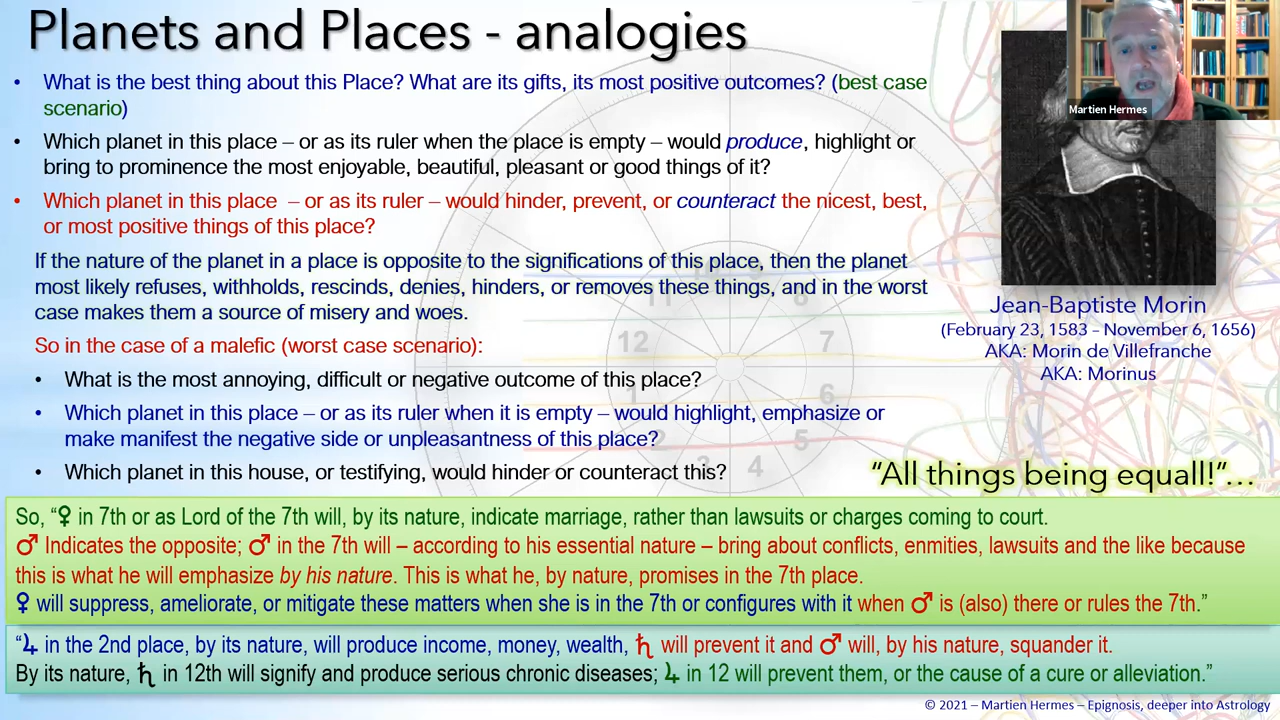 Planets and Places - analogies
• What is the best thing about this Place? What are its gifts, its most positive outcomes? (best case
scenario)
• Which planet in this place – or as its ruler when the place is empty – would produce, highlight or
bring to prominence the most enjoyable, beautiful, pleasant or good things of it?
• Which planet in this place – or as its ruler – would hinder, prevent, or counteract the nicest, best,
or most positive things of this place?
If the nature of the planet in a place is opposite to the significations of this place, then the planet
most likely refuses, withholds, rescinds, denies, hinders, or removes these things, and in the worst
case makes them a source of misery and woes.
So in the case of a malefic (worst case scenario):
• What is the most annoying, difficult or negative outcome of this place?
• Which planet in this place – or as its ruler when it is empty – would highlight, emphasize or
make manifest the negative side or unpleasantness of this place?
• Which planet in this house, or testifying, would hinder or counteract this?
Martien Hermes
Jean-Baptiste Morin
(February 23, 1583 - November 6, 1656)
AKA: Morin de Villefranche
AKA: Morinus
11
8
12
7
1
6
2
5
3
4
“All things being equall!”...
So, “♀ in 7th or as Lord of the 7th will, by its nature, indicate marriage, rather than lawsuits or charges coming to court.
♂ Indicates the opposite; ♂ in the 7th will – according to his essential nature – bring about conflicts, enmities, lawsuits and the like because
this is what he will emphasize by his nature. This is what he, by nature, promises in the 7th place.
♀ will suppress, ameliorate, or mitigate these matters when she is in the 7th or configures with it when ♂ is (also) there or rules the 7th.”
“♃ in the 2nd place, by its nature, will produce income, money, wealth, ♄ will prevent it and ♂ will, by his nature, squander it.
By its nature, ♄ in 12th will signify and produce serious chronic diseases; ♃ in 12 will prevent them, or the cause of a cure or alleviation.”
© 2021 – Martien Hermes – Epignosis, deeper into Astrology